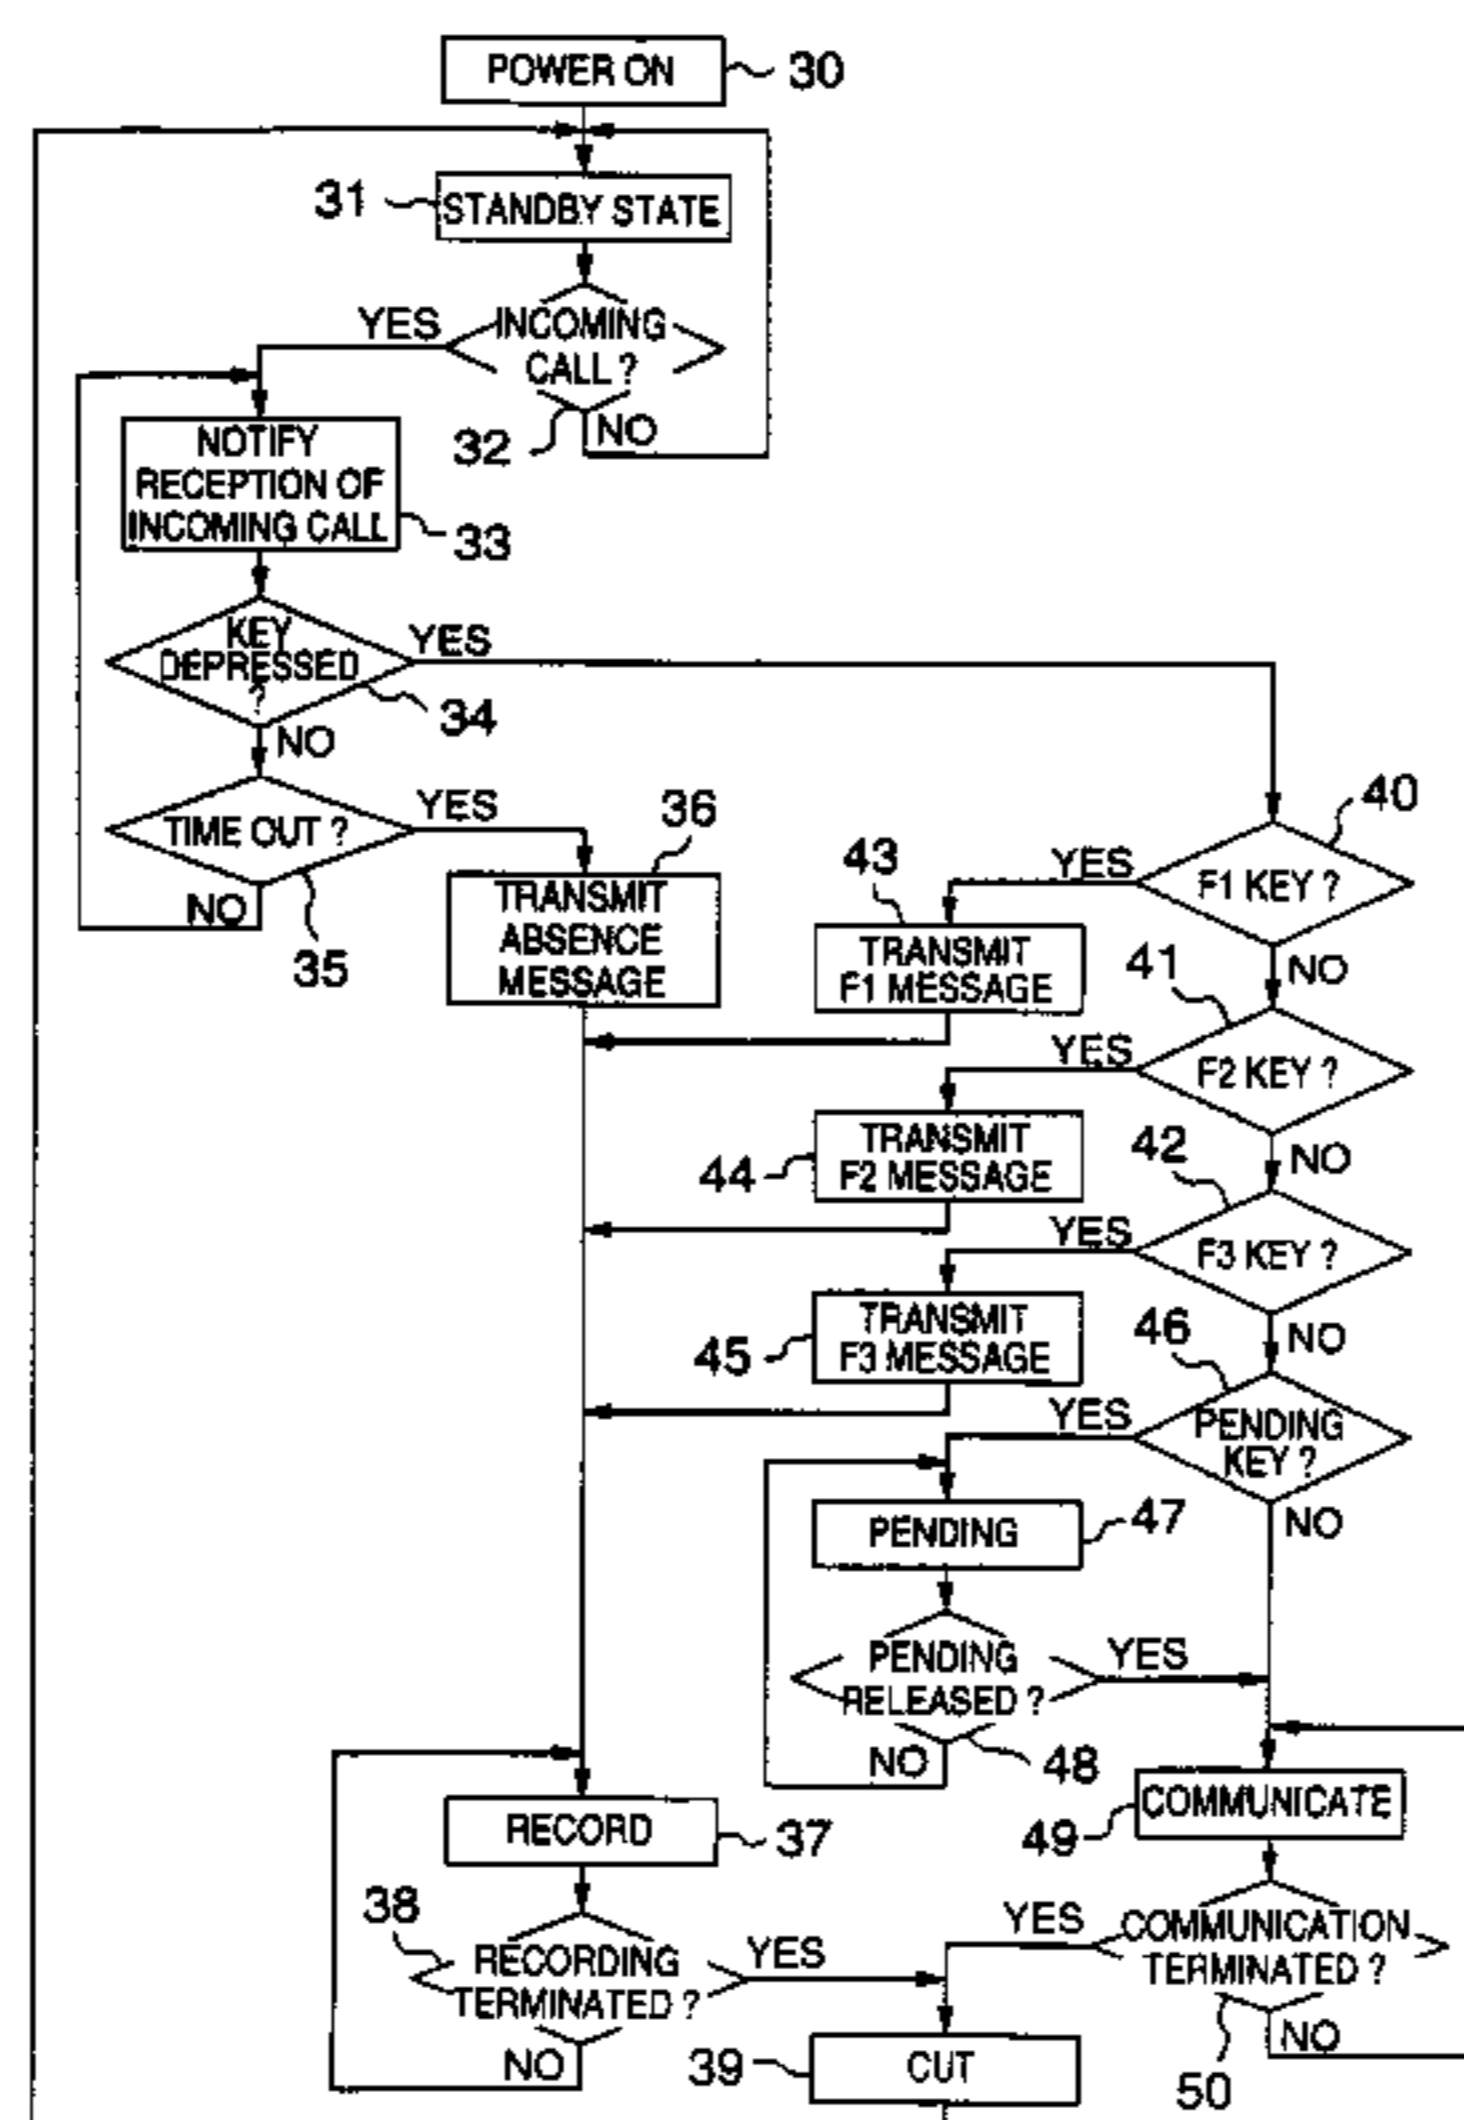 POWER ON
30
31
STANDBY STATE
YES
INCOMING
CALL ?
32
NO
NOTIFY
RECEPTION OF
INCOMING CALL
33
KEY
DEPRESSED
?
YES
34
NO
TIME OUT ?
YES
35
NO
36
TRANSMIT
ABSENCE
MESSAGE
40
F1 KEY ?
YES
NO
43
TRANSMIT
F1 MESSAGE
41
F2 KEY ?
YES
NO
44
TRANSMIT
F2 MESSAGE
42
F3 KEY ?
YES
NO
45
TRANSMIT
F3 MESSAGE
46
PENDING
KEY ?
YES
NO
PENDING
47
PENDING
RELEASED ?
YES
NO
48
COMMUNICATE
49
RECORD
37
38
RECORDING
TERMINATED ?
YES
NO
YES
COMMUNICATION
TERMINATED ?
NO
50
39
CUT